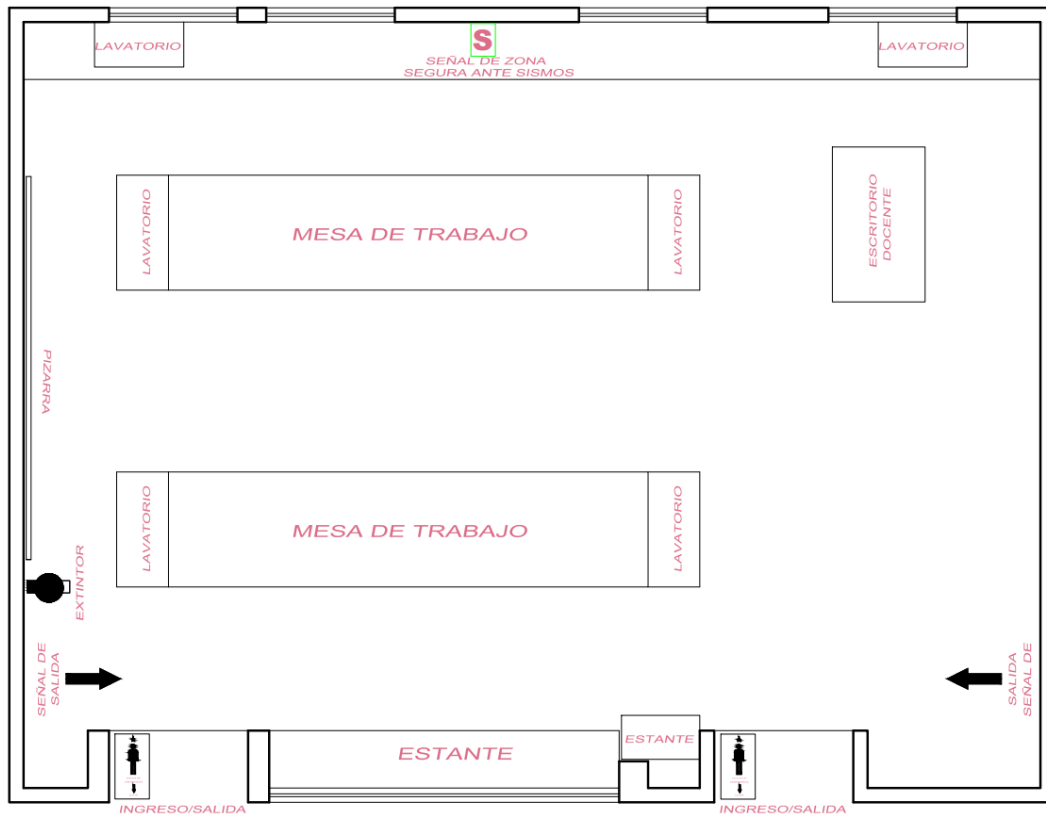 LAVATORIO
S
LAVATORIO
SEÑAL DE ZONA
SEGURA ANTE SISMOS
LAVATORIO
MESA DE TRABAJO
LAVATORIO
ESCRITORIO
DOCENTE
PIZARRA
LAVATORIO
MESA DE TRABAJO
LAVATORIO
EXTINTOR
SEÑAL DE
SALIDA
SALIDA
SEÑAL DE
ESTANTE
ESTANTE
INGRESO/SALIDA
INGRESO/SALIDA